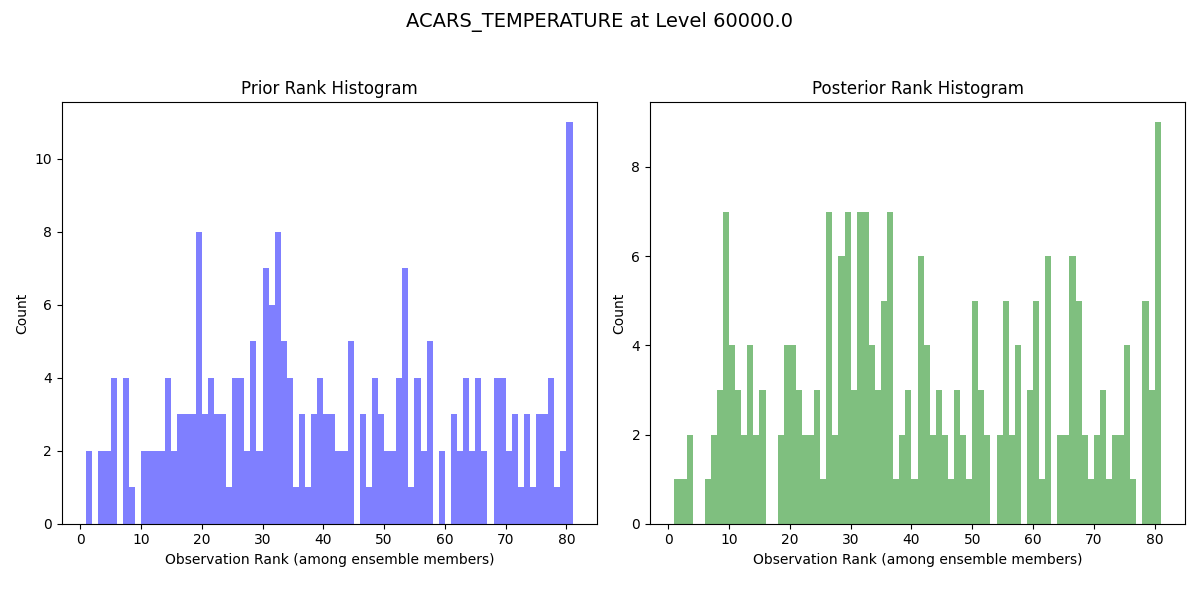 ACARS_TEMPERATURE at Level 60000.0
Prior Rank Histogram
Count
10
8
6
4
2
0
0 10 20 30 40 50 60 70 80
Observation Rank (among ensemble members)
Posterior Rank Histogram
Count
8
6
4
2
0
0 10 20 30 40 50 60 70 80
Observation Rank (among ensemble members)